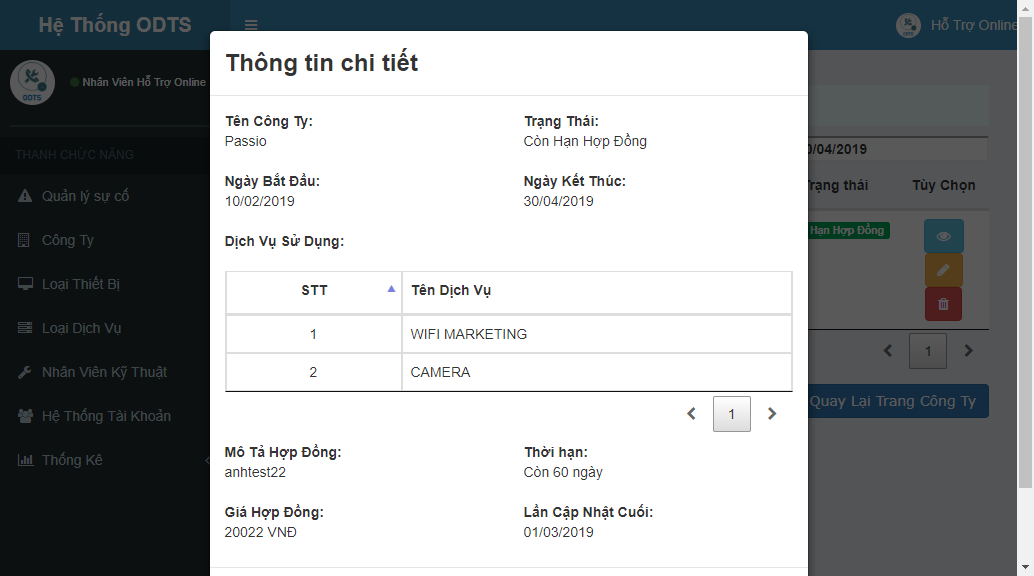 Hệ Thống ODTS
Hỗ Trợ Online
ODTS
Nhân Viên Hỗ Trợ Online
THANH CHỨC NĂNG
Quản lý sự cố
Công Ty
Loại Thiết Bị
Loại Dịch Vụ
Nhân Viên Kỹ Thuật
Hệ Thống Tài Khoản
Thống Kê
Thông tin chi tiết
Tên Công Ty:
Passio
Trạng Thái:
Còn Hạn Hợp Đồng
Ngày Bắt Đầu:
10/02/2019
Ngày Kết Thúc:
30/04/2019
Dịch Vụ Sử Dụng:
STT Tên Dịch Vụ
1 WIFI MARKETING
2 CAMERA
1
Mô Tả Hợp Đồng:
anhtest22
Thời hạn:
Còn 60 ngày
Giá Hợp Đồng:
20022 VNĐ
Lần Cập Nhật Cuối:
01/03/2019
/04/2019
rạng thái Tùy Chọn
Hạn Hợp Đồng
1
Quay Lại Trang Công Ty